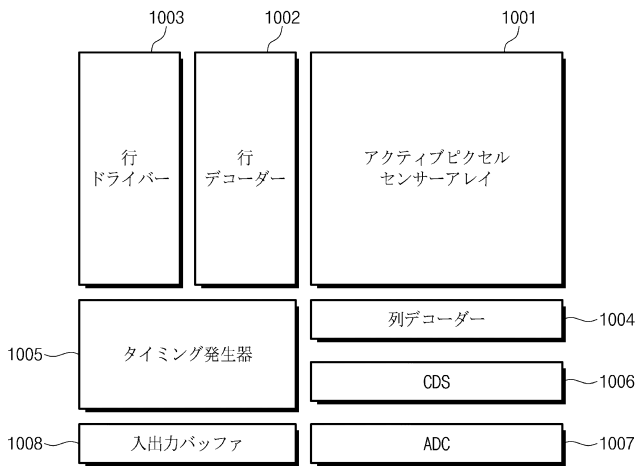 1003
1002
1001
行
ドライバー
行
デコーダー
アクティブピクセル
センサーアレイ
列デコーダー
1004
1005
タイミング発生器
CDS
1006
1008
入出力バッファ
ADC
1007